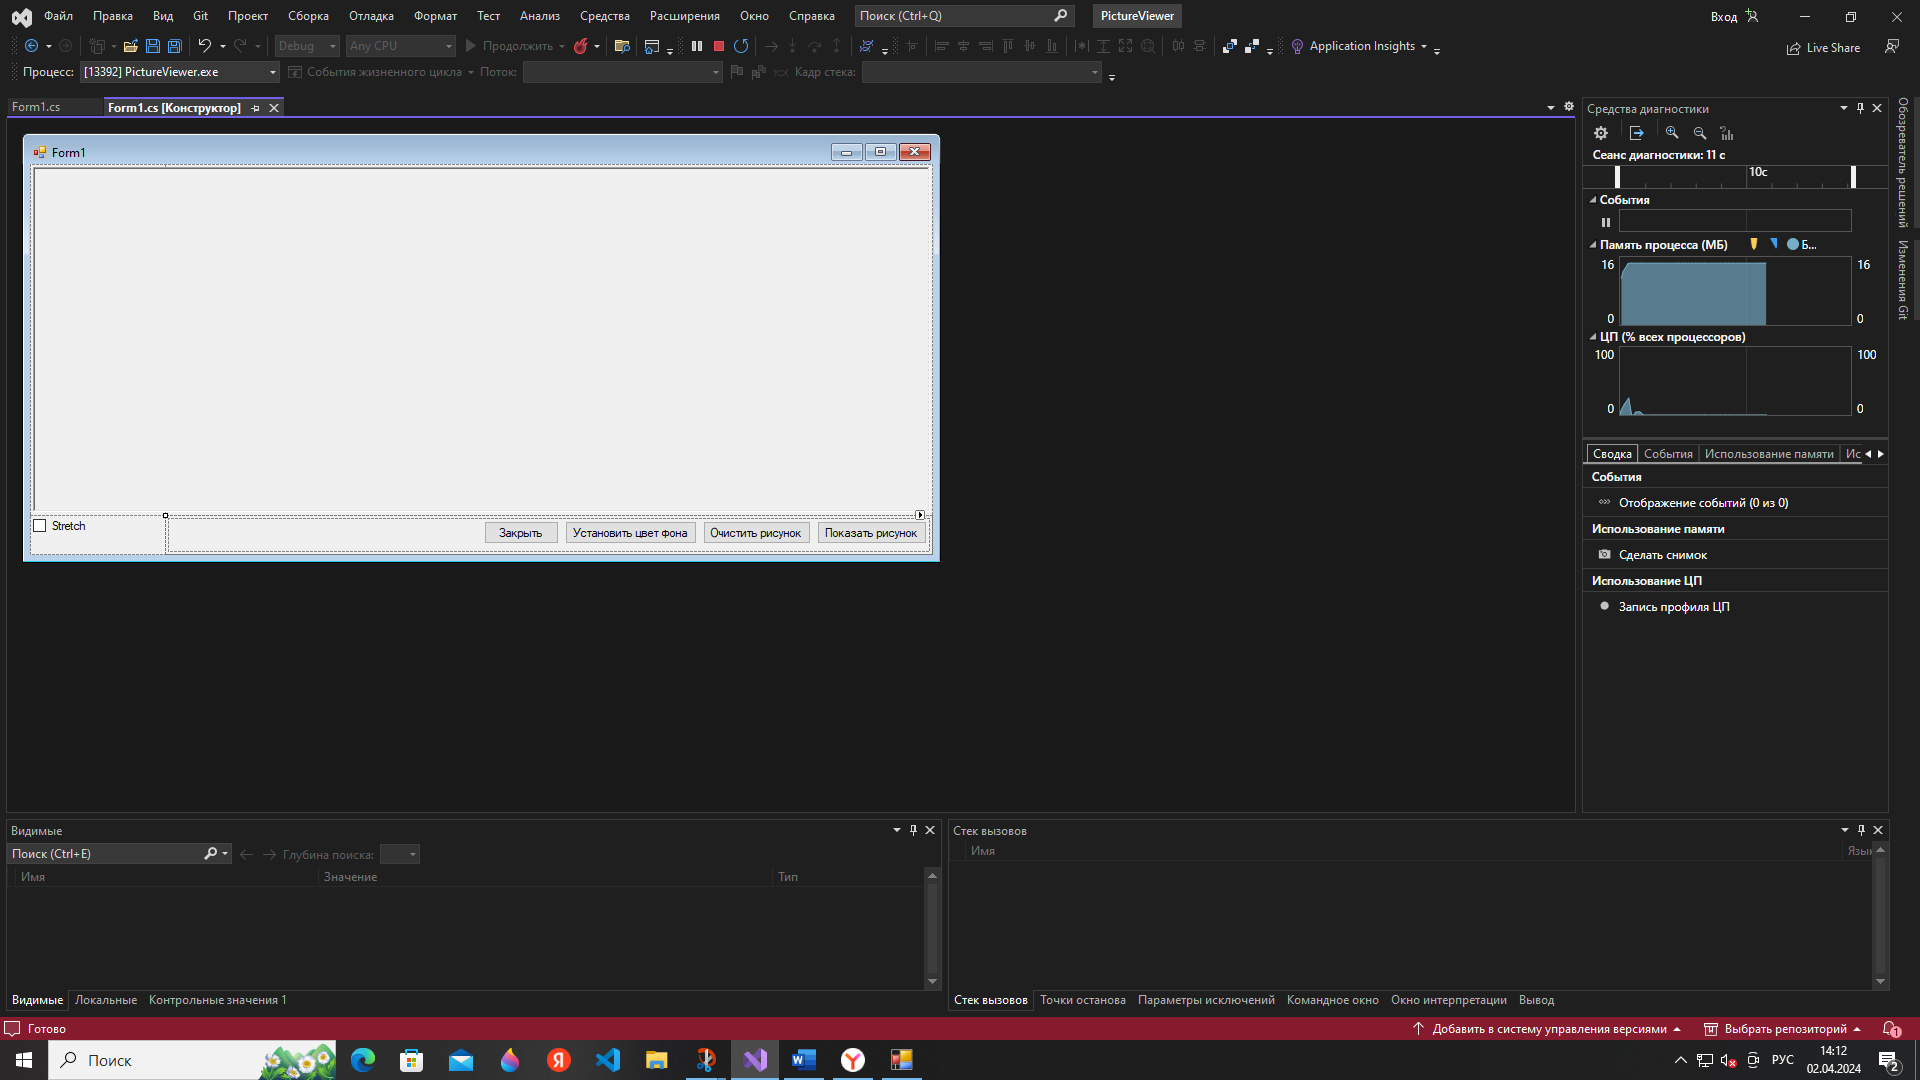 Файл Правка Вид Git Проект Сборка Отладка Формат Тест Анализ Средства Расширения Окно Справка Поиск (Ctrl+Q) PictureViewer Вход
Debug Any CPU Продолжить Application Insights Live Share
Процесс: [13392] PictureViewer.exe События жизненного цикла Поток: Кадр стека:
Form1.cs Form1.cs [Конструктор]
Form1
Stretch
Закрыть Установить цвет фона Очистить рисунок Показать рисунок
Средства диагностики
Сеанс диагностики: 11 с
10с
События
Память процесса (МБ) Б...
16 16
0 0
ЦП (% всех процессоров)
100 100
0 0
Сводка События Использование памяти Ис
События
Отображение событий (0 из 0)
Использование памяти
Сделать снимок
Использование ЦП
Запись профиля ЦП
Обозреватель решений
Изменения Git
Видимые
Поиск (Ctrl+E) Глубина поиска:
Имя Значение Тип
Видимые Локальные Контрольные значения 1
Стек вызовов
Имя Язык
Стек вызовов Точки останова Параметры исключений Командное окно Окно интерпретации Вывод
Готово Добавить в систему управления версиями Выбрать репозиторий 1
Поиск РУС 14:12
02.04.2024 2